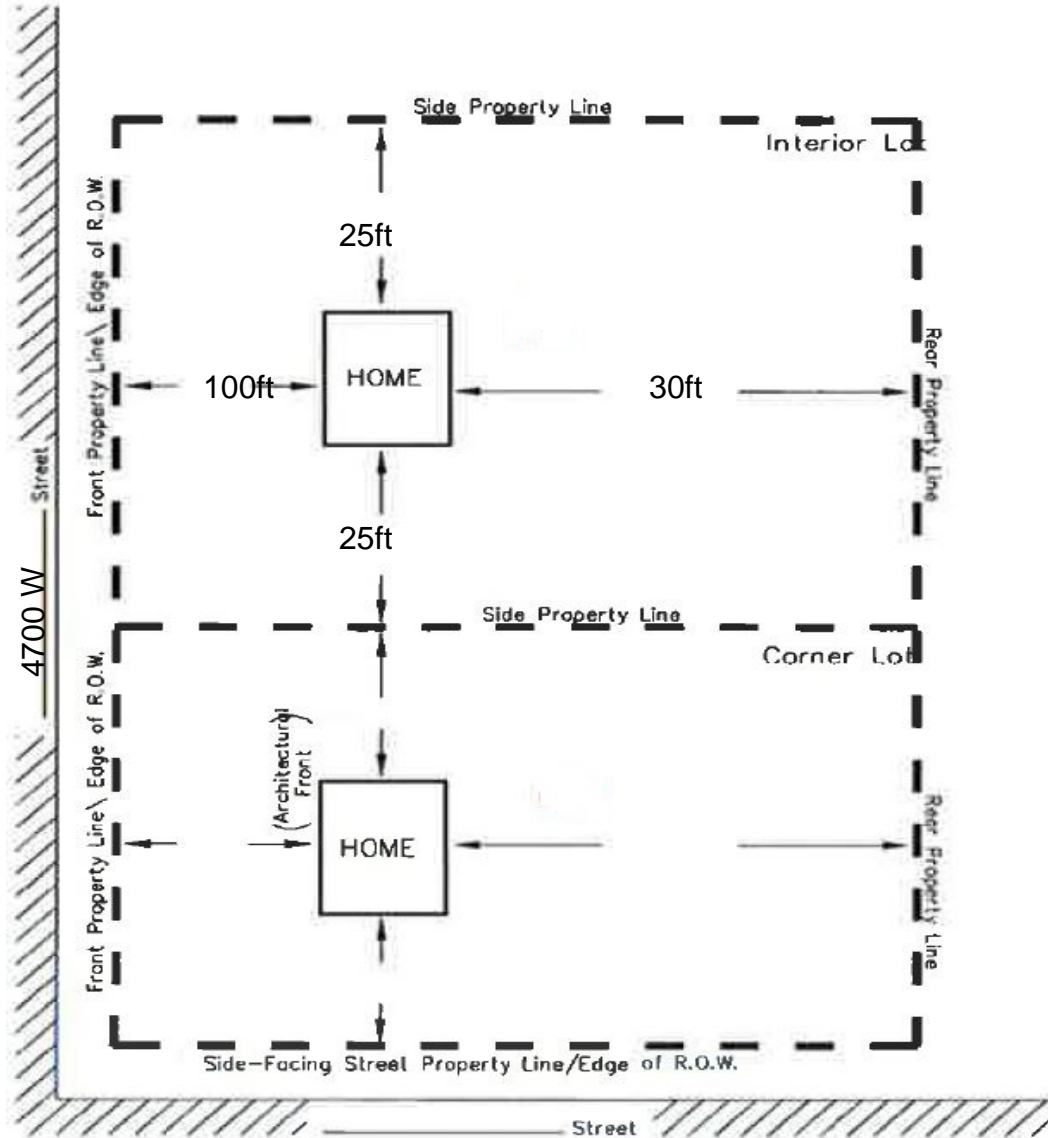 Side Property Line
Interior Lot
Front Property Line\ Edge of R.O.W.
25ft
100ft
HOME
30ft
Rear Property Line
25ft
Street
4700 W
Side Property Line
Corner Lot
Front Property Line\ Edge of R.O.W.
(Architectural
Front )
HOME
Rear Property Line
Side-Facing Street Property Line/Edge of R.O.W.
Street